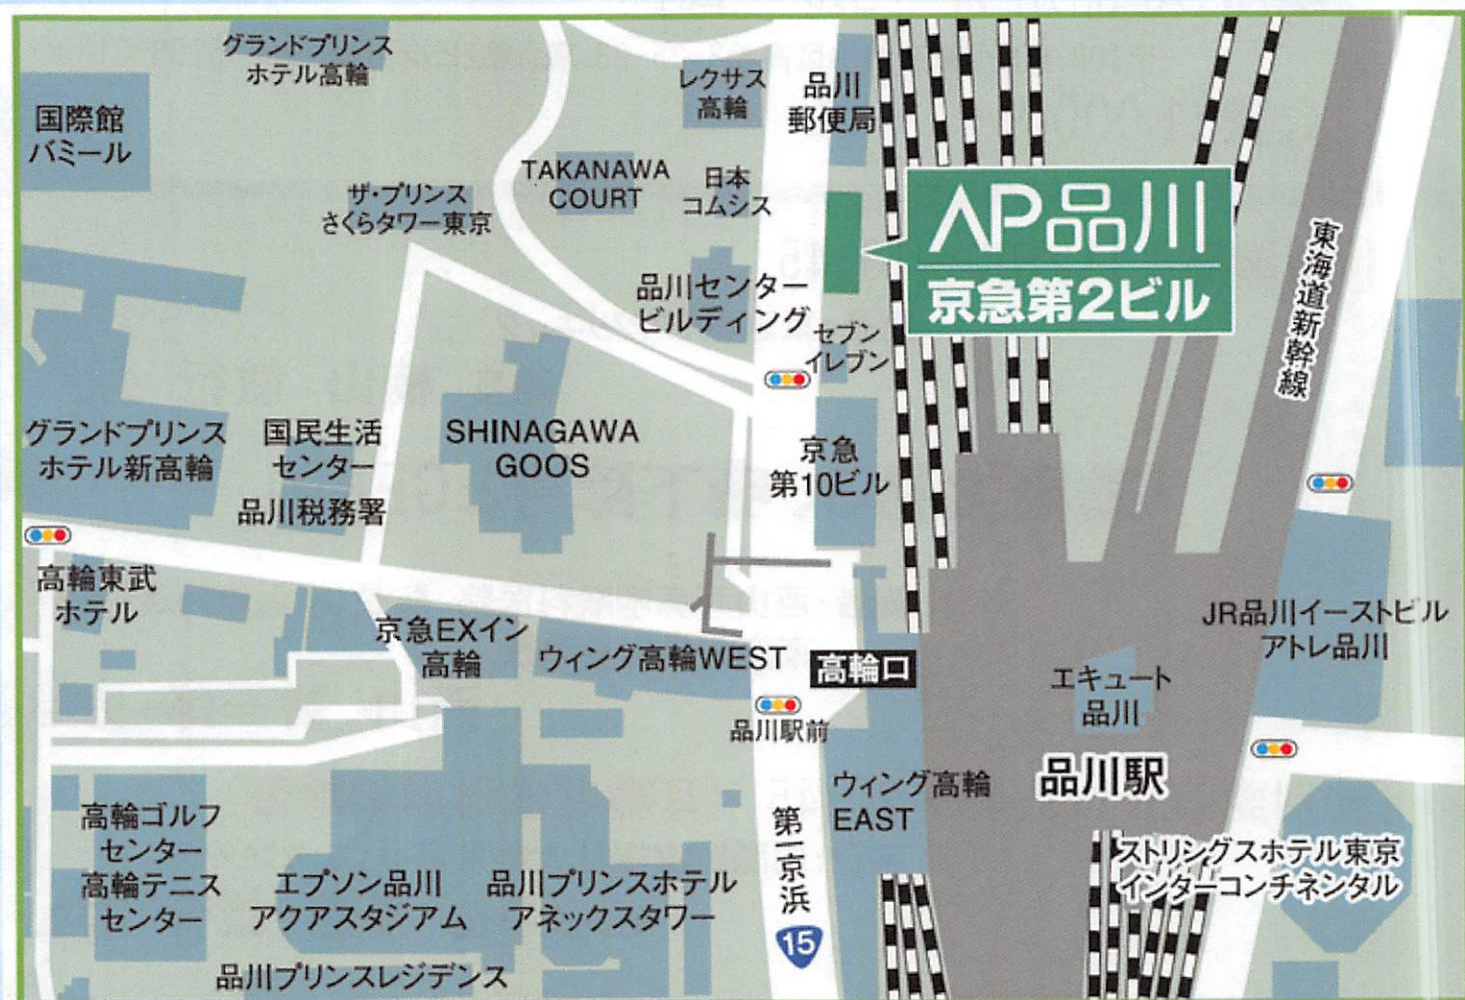 グランドプリンス
ホテル高輪
国際館
パミール
レクサス
高輪
品川
郵便局
TAKANAWA
COURT
日本
コムシス
ザ・プリンス
さくらタワー東京
AP品川
京急第2ビル
東海道新幹線
品川センター
ビルディング
セブン
イレブン
グランドプリンス
ホテル新高輪
国民生活
センター
品川税務署
SHINAGAWA
GOOS
京急
第10ビル
高輪東武
ホテル
京急EXイン
高輪
ウィング高輪WEST
高輪口
JR品川イーストビル
アトレ品川
エキュート
品川
品川駅前
品川駅
ウィング高輪
EAST
第一京浜
15
高輪ゴルフ
センター
高輪テニス
センター
エプソン品川
アクアスタジアム
品川プリンスホテル
アネックスタワー
ストリングスホテル東京
インターコンチネンタル
品川プリンスレジデンス